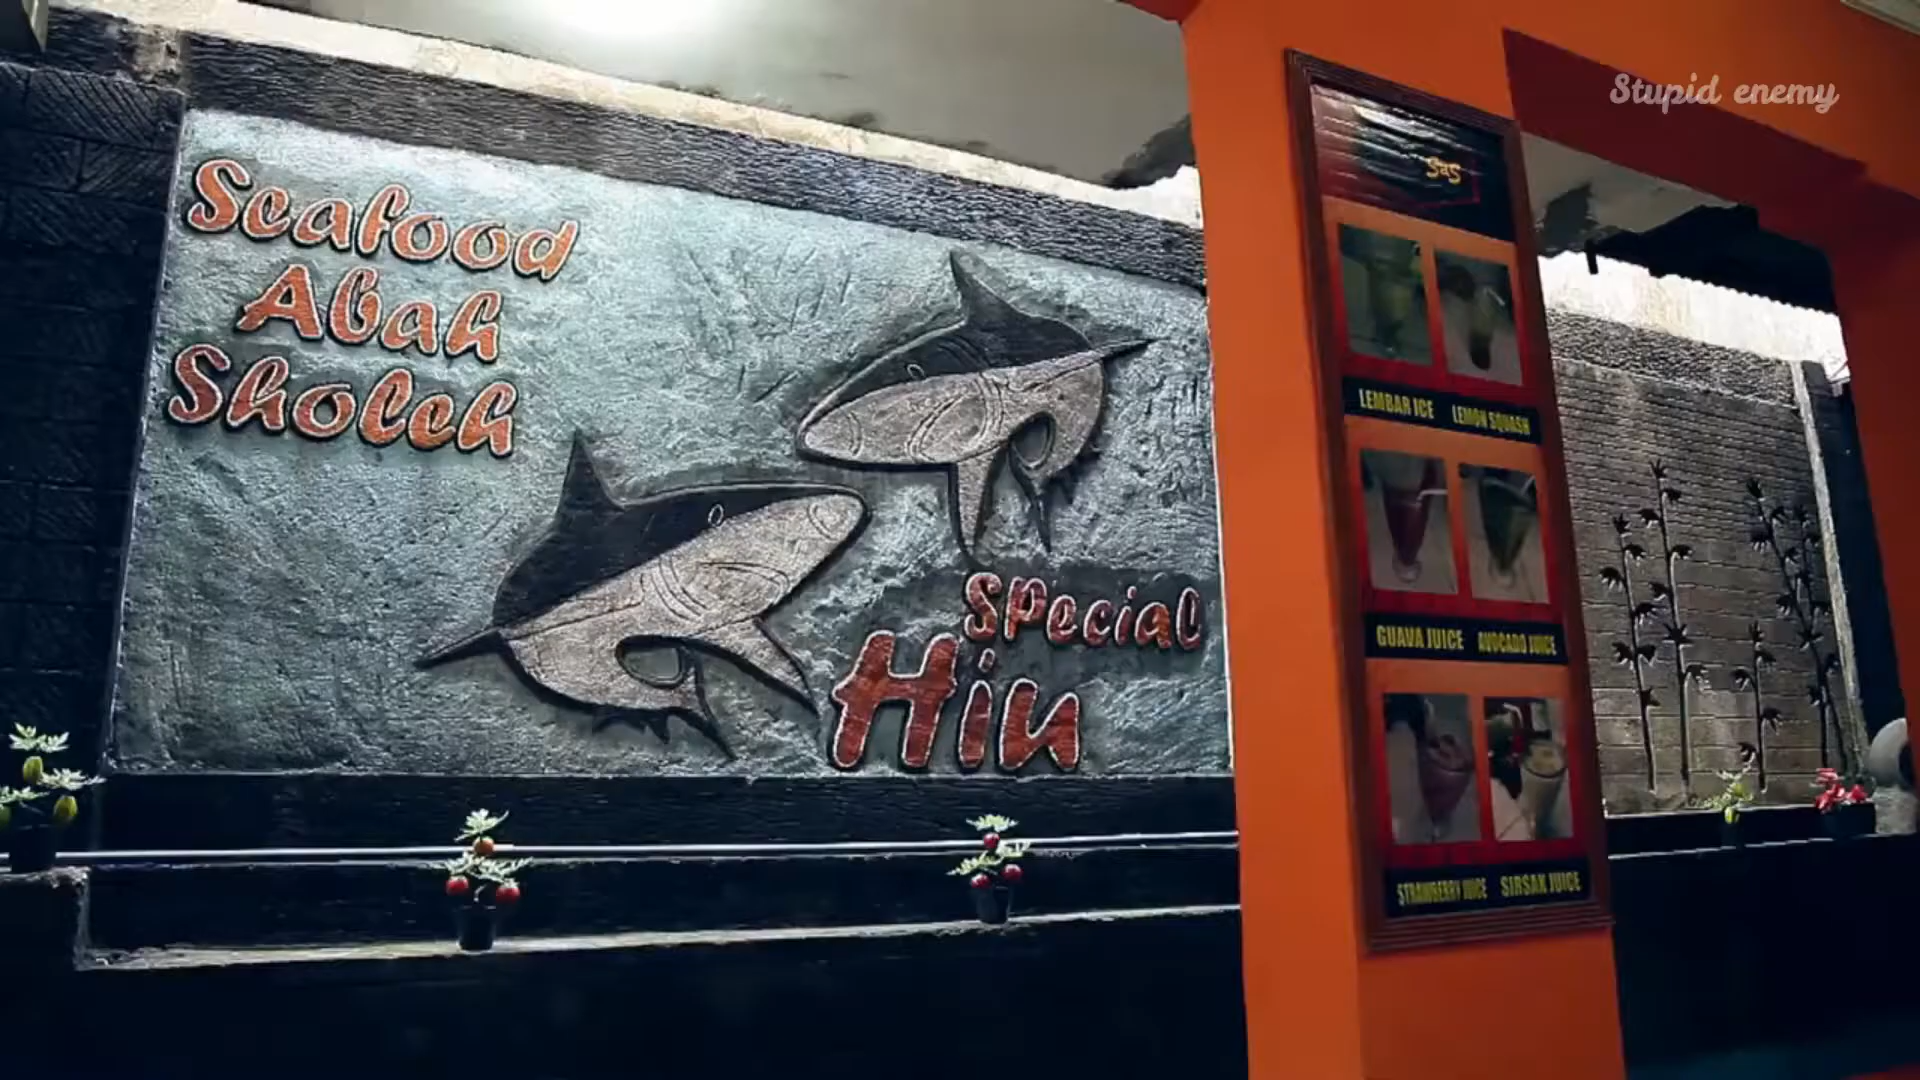 Seafood
Abah
Sholeh
Special
Hiu
Stupid enemy
SaS
LEMBAR ICE LEMON SQUASH
GUAVA JUICE AVOCADO JUICE
STRAWBERRY JUICE SIRSAK JUICE